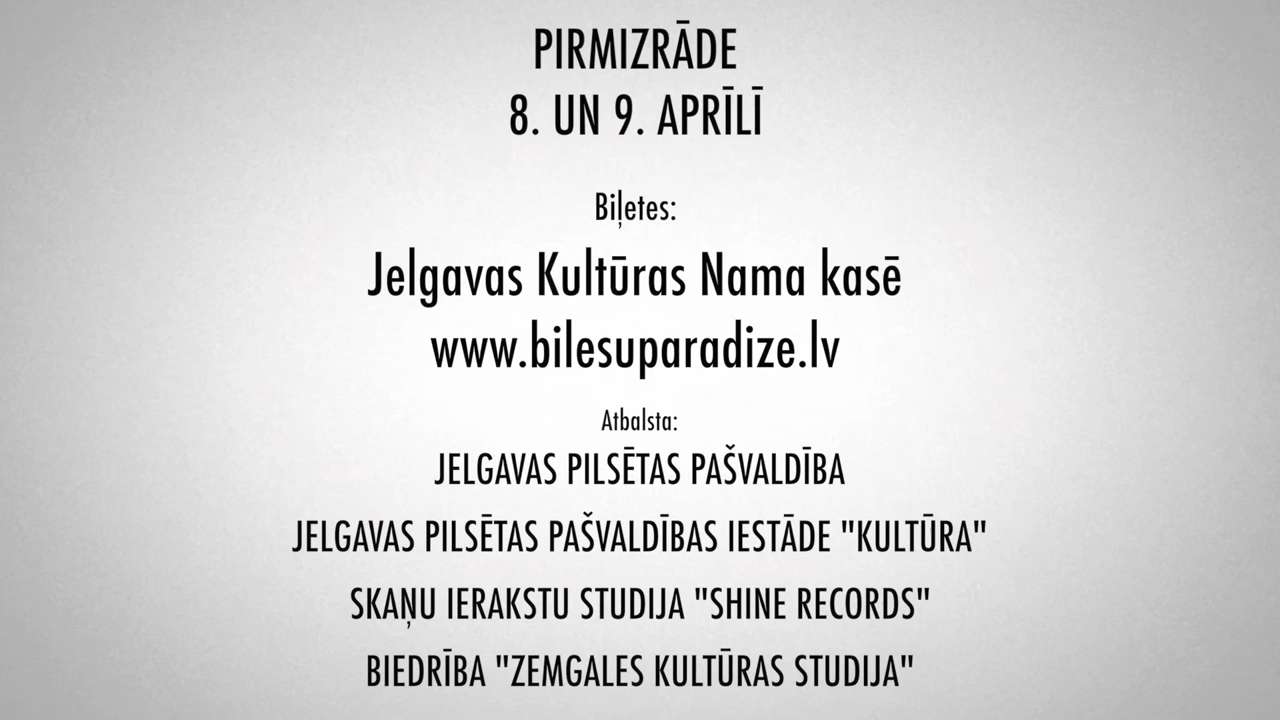 PIRMIZRĀDE
8. UN 9. APRĪLĪ
Biļetes:
Jelgavas Kultūras Nama kasē
www.bilesuparadize.lv
Atbalsta:
JELGAVAS PILSĒTAS PAŠVALDĪBA
JELGAVAS PILSĒTAS PAŠVALDĪBAS IESTĀDE "KULTŪRA"
SKAŅU IERAKSTU STUDIJA "SHINE RECORDS"
BIEDRĪBA "ZEMGALES KULTŪRAS STUDIJA"